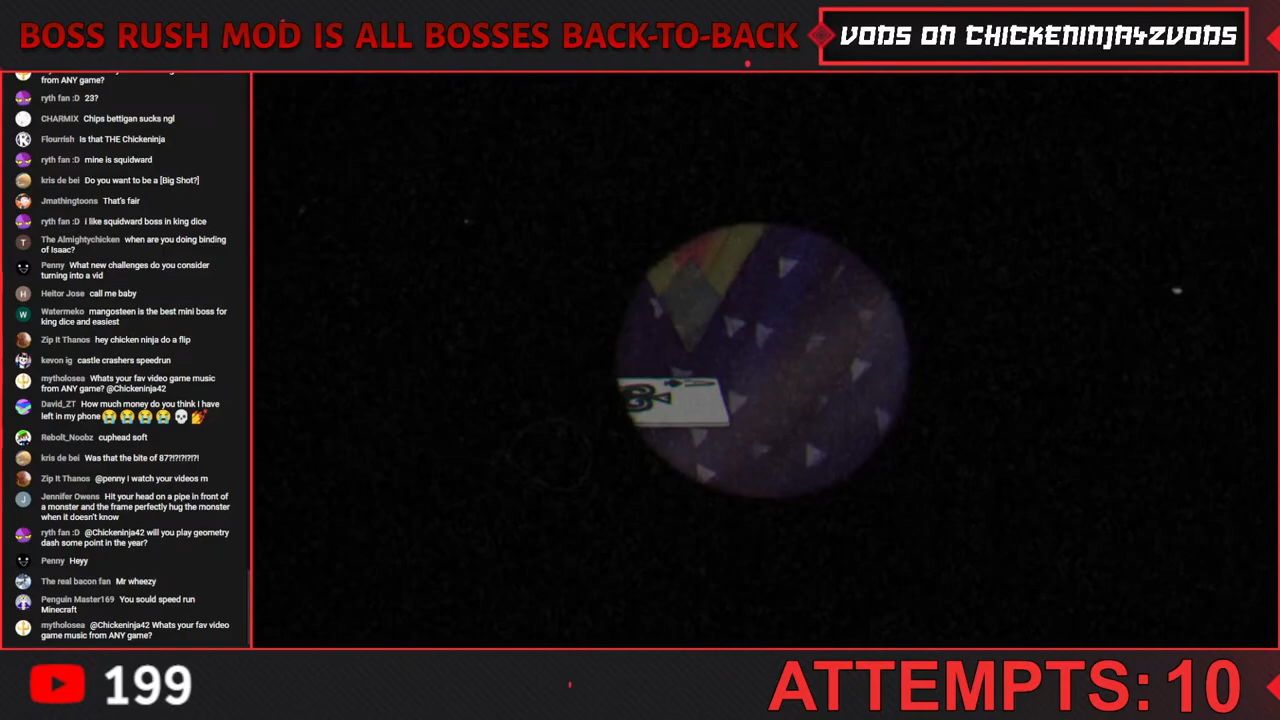 BOSS RUSH MOD IS ALL BOSSES BACK-TO-BACK
VODS ON CHICKENINJA42VODS
from ANY game?
ryth fan :D 23?
CHARMIX Chips bettigan sucks ngl
Flourrish Is that THE Chickeninja
ryth fan :D mine is squidward
kris de bei Do you want to be a [Big Shot?]
Jmathingtoons That's fair
ryth fan :D i like squidward boss in king dice
The Almightychicken when are you doing binding
of Isaac?
Penny What new challenges do you consider
turning into a vid
Heitor Jose call me baby
Watermeko mangosteen is the best mini boss for
king dice and easiest
Zip It Thanos hey chicken ninja do a flip
kevon ig castle crashers speedrun
mytholosea Whats your fav video game music
from ANY game? @Chickeninja42
David_ZT How much money do you think I have
left in my phone😭😭😭😭💀💅
Rebolt_Noobz cuphead soft
kris de bei Was that the bite of 87?!?!?!?!?!
Zip It Thanos @penny I watch your videos m
Jennifer Owens Hit your head on a pipe in front of
a monster and the frame perfectly hug the monster
when it doesn't know
ryth fan :D @Chickeninja42 will you play geometry
dash some point in the year?
Penny Heyy
The real bacon fan Mr wheezy
Penguin Master169 You sould speed run
Minecraft
mytholosea @Chickeninja42 Whats your fav video
game music from ANY game?
A
199
ATTEMPTS: 10